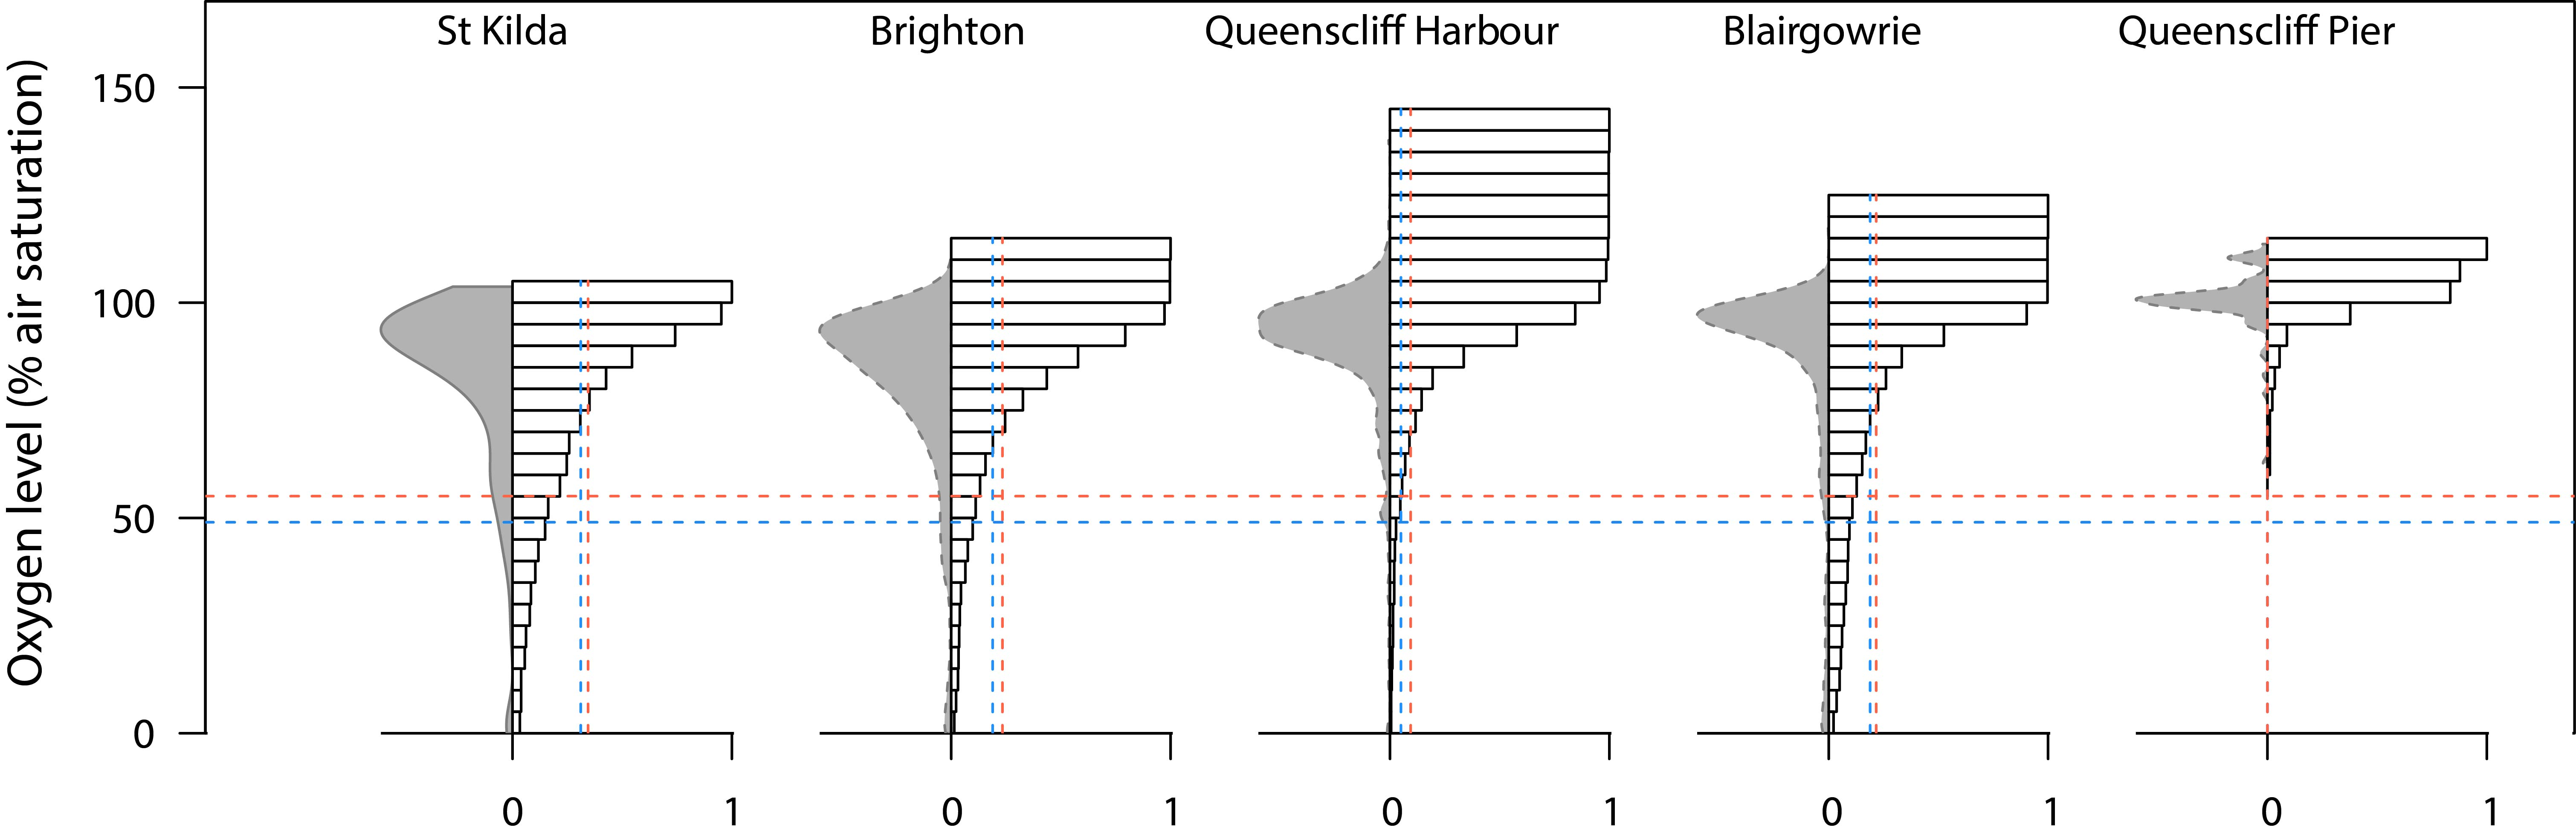 St Kilda
Brighton
Queenscliff Harbour
Blairgowrie
Queenscliff Pier
Oxygen level (% air saturation)
150
100
50
0
0 1
0 1
0 1
0 1
0 1